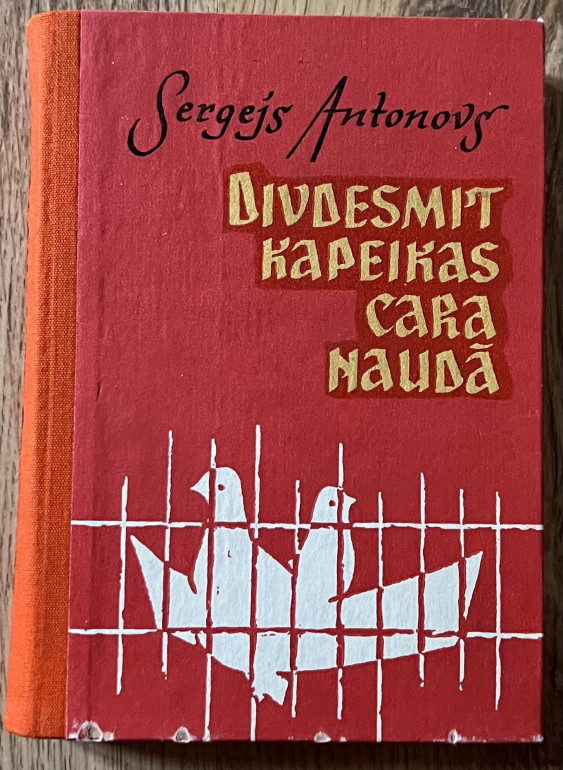 Sergejs Antonovs
DIVDESMIT
KAPEIKAS
CARA
NAUDĀ